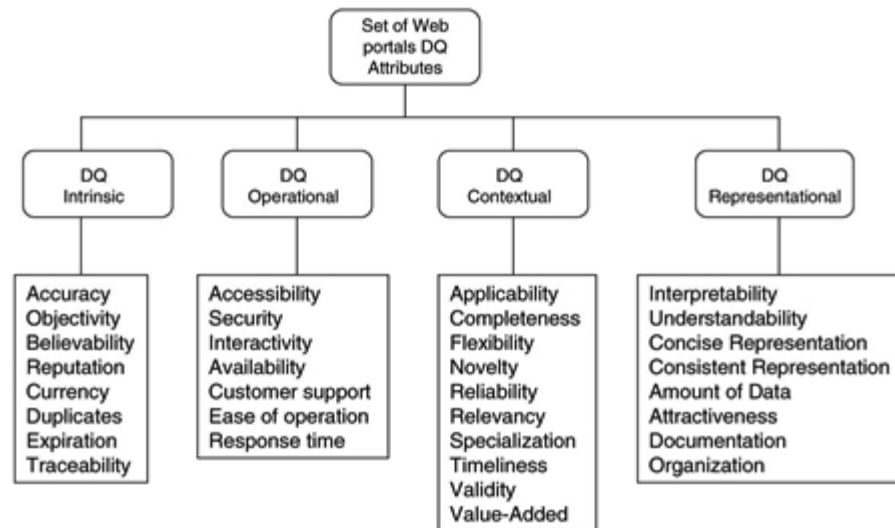 Set of Web
portals DQ
Attributes
DQ
Intrinsic
DQ
Operational
DQ
Contextual
DQ
Representational
Accuracy
Objectivity
Believability
Reputation
Currency
Duplicates
Expiration
Traceability
Accessibility
Security
Interactivity
Availability
Customer support
Ease of operation
Response time
Applicability
Completeness
Flexibility
Novelty
Reliability
Relevancy
Specialization
Timeliness
Validity
Value-Added
Interpretability
Understandability
Concise Representation
Consistent Representation
Amount of Data
Attractiveness
Documentation
Organization